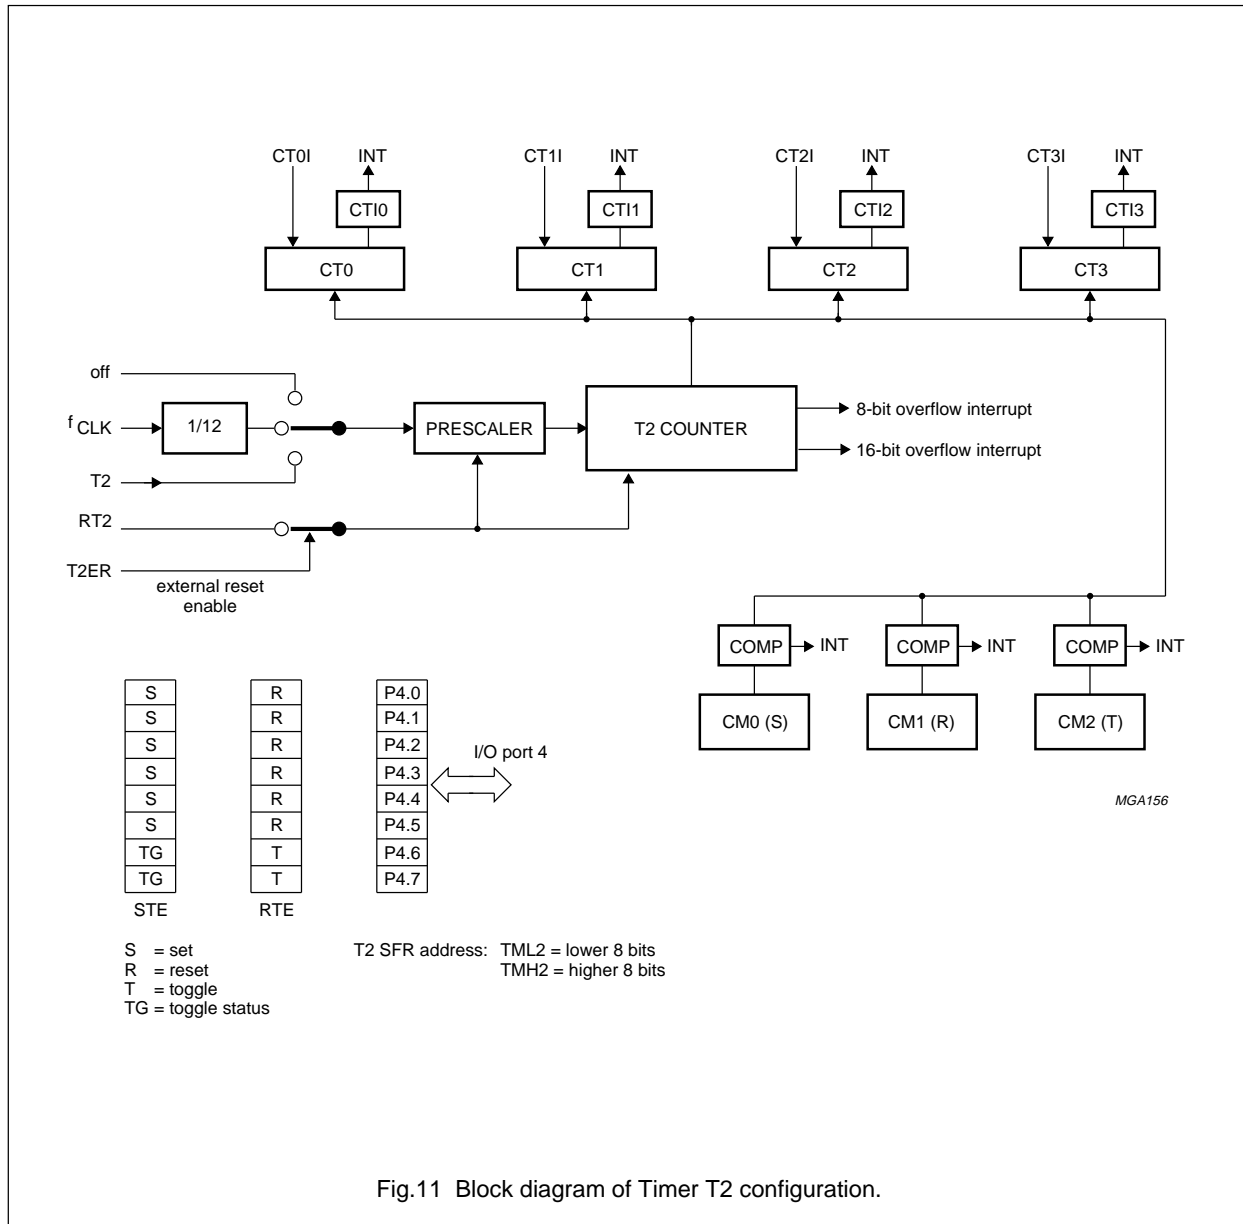 CT0I INT CT1I INT CT2I INT CT3I INT
CTI0 CTI1 CTI2 CTI3
CT0 CT1 CT2 CT3
off
f CLK 1/12 PRESCALER T2 COUNTER 8-bit overflow interrupt
16-bit overflow interrupt
T2
RT2
T2ER
external reset
enable
COMP INT COMP INT COMP INT
CM0 (S) CM1 (R) CM2 (T)
S R P4.0
S R P4.1
S R P4.2
I/O port 4
S R P4.3
S R P4.4
MGA156
S R P4.5
TG T P4.6
TG T P4.7
STE RTE
S = set
R = reset
T = toggle
TG = toggle status
T2 SFR address: TML2 = lower 8 bits
TMH2 = higher 8 bits
Fig.11 Block diagram of Timer T2 configuration.